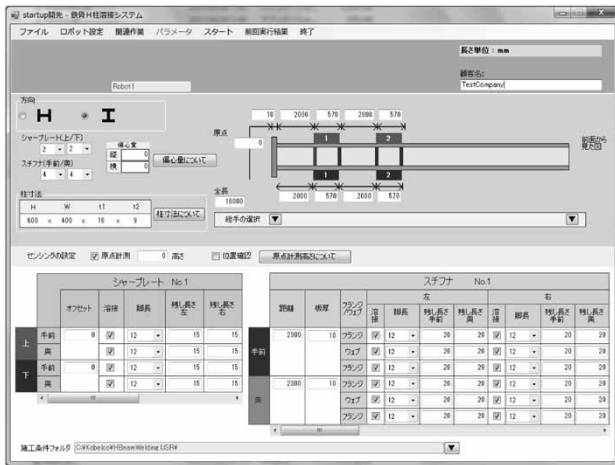 startup開先 - 鉄骨H柱溶接システム
ファイル ロボット設定 関連作業 パラメータ スタート 前回実行結果 終了
長さ単位：mm
顧客名:
Robot1
TestCompany
方向
H I
シャープレート(上/下)
2 2
偏心量
縦 0
横 0
偏心量について
スチフナ(手前/奥)
4 4
原点
0
10 2000 570 2000 570
1 2
前面から見た図
1 2
2000 570 2000 570
全長
18000
柱寸法
H W t1 t2
600 x 400 x 16 x 9
柱寸法について
継手の選択
センシングの設定 原点計測 0 高さ 位置確認 原点計測高さについて
シャープレート No.1
オフセット 溶接 脚長 残し長さ左 残し長さ右
上 手前 0 12 15 15
奥 12 15 15
下 手前 0 12 15 15
奥 12 15 15
スチフナ No.1
左 右
距離 板厚 フランジ/ウェブ 溶接 脚長 残し長さ手前 残し長さ奥 溶接 脚長 残し長さ手前 残し長さ奥
手前 2300 10 フランジ 12 20 20 12 20 20
ウェブ 12 20 20 12 20 20
フランジ 12 20 20 12 20 20
奥 2300 10 フランジ 12 20 20 12 20 20
ウェブ 12 20 20 12 20 20
フランジ 12 20 20 12 20 20
施工条件フォルダ C:¥Kobelco¥HBeamWelding USR¥